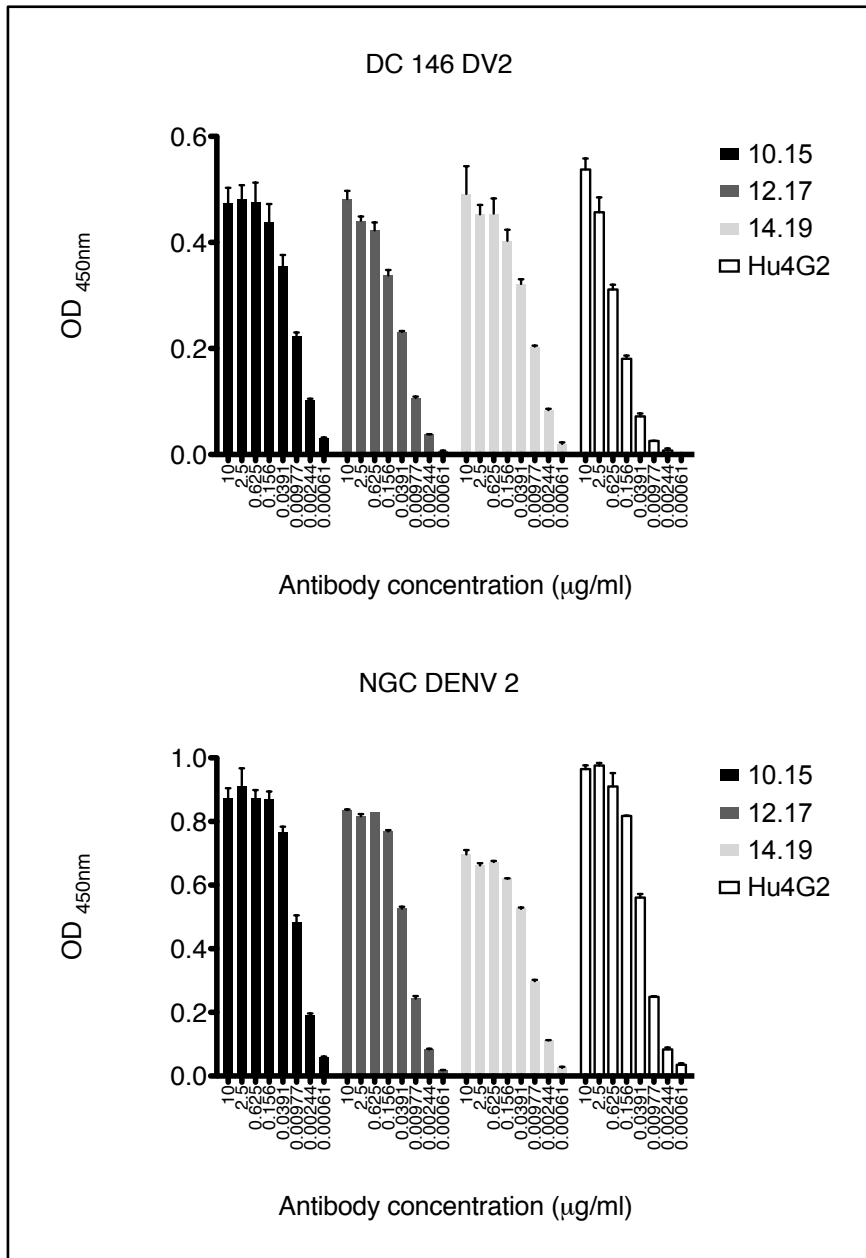 DC 146 DV2
0.6
0.4
0.2
0.0
OD 450nm
10.15
12.17
14.19
Hu4G2
10 2.5 0.625 0.156 0.0391 0.00977 0.00244 0.00061 10 2.5 0.625 0.156 0.0391 0.00977 0.00244 0.00061 10 2.5 0.625 0.156 0.0391 0.00977 0.00244 0.00061 10 2.5 0.625 0.156 0.0391 0.00977 0.00244 0.00061
Antibody concentration (μg/ml)
NGC DENV 2
1.0
0.8
0.6
0.4
0.2
0.0
OD 450nm
10.15
12.17
14.19
Hu4G2
10 2.5 0.625 0.156 0.0391 0.00977 0.00244 0.00061 10 2.5 0.625 0.156 0.0391 0.00977 0.00244 0.00061 10 2.5 0.625 0.156 0.0391 0.00977 0.00244 0.00061 10 2.5 0.625 0.156 0.0391 0.00977 0.00244 0.00061
Antibody concentration (μg/ml)